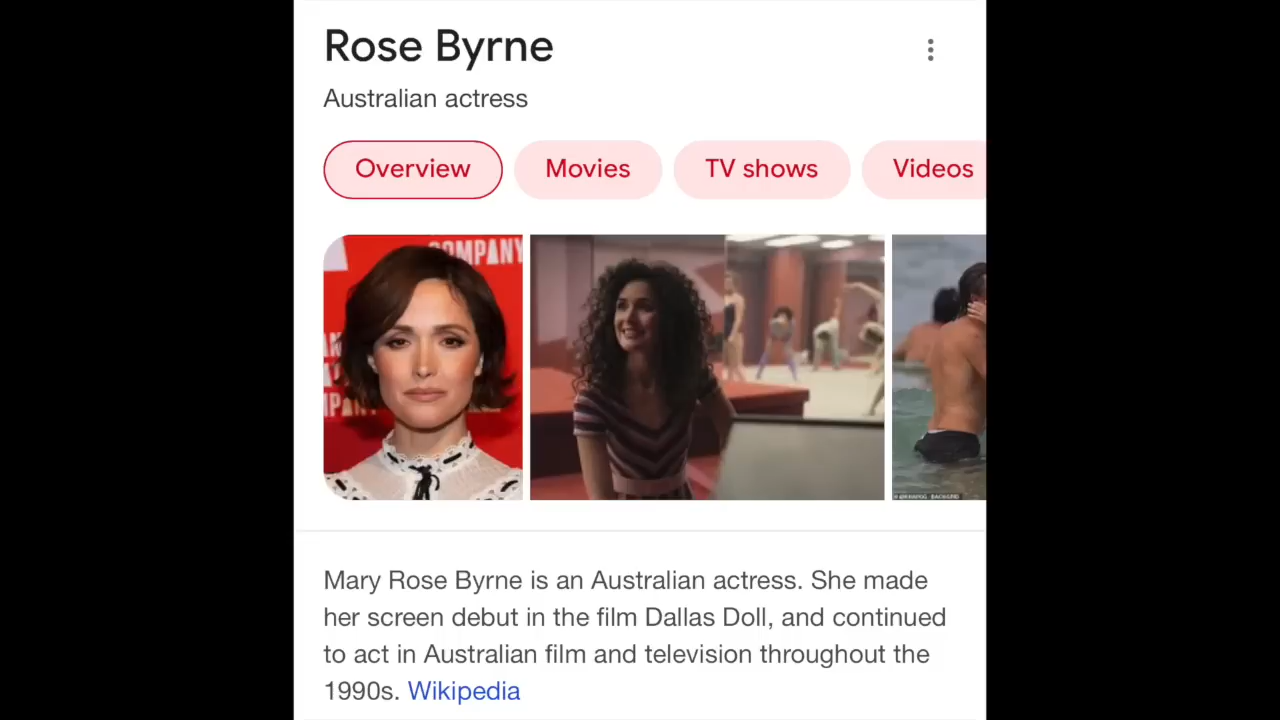 Rose Byrne
Australian actress
Overview
Movies
TV shows
Videos
COMPANY
Mary Rose Byrne is an Australian actress. She made
her screen debut in the film Dallas Doll, and continued
to act in Australian film and television throughout the
1990s. Wikipedia